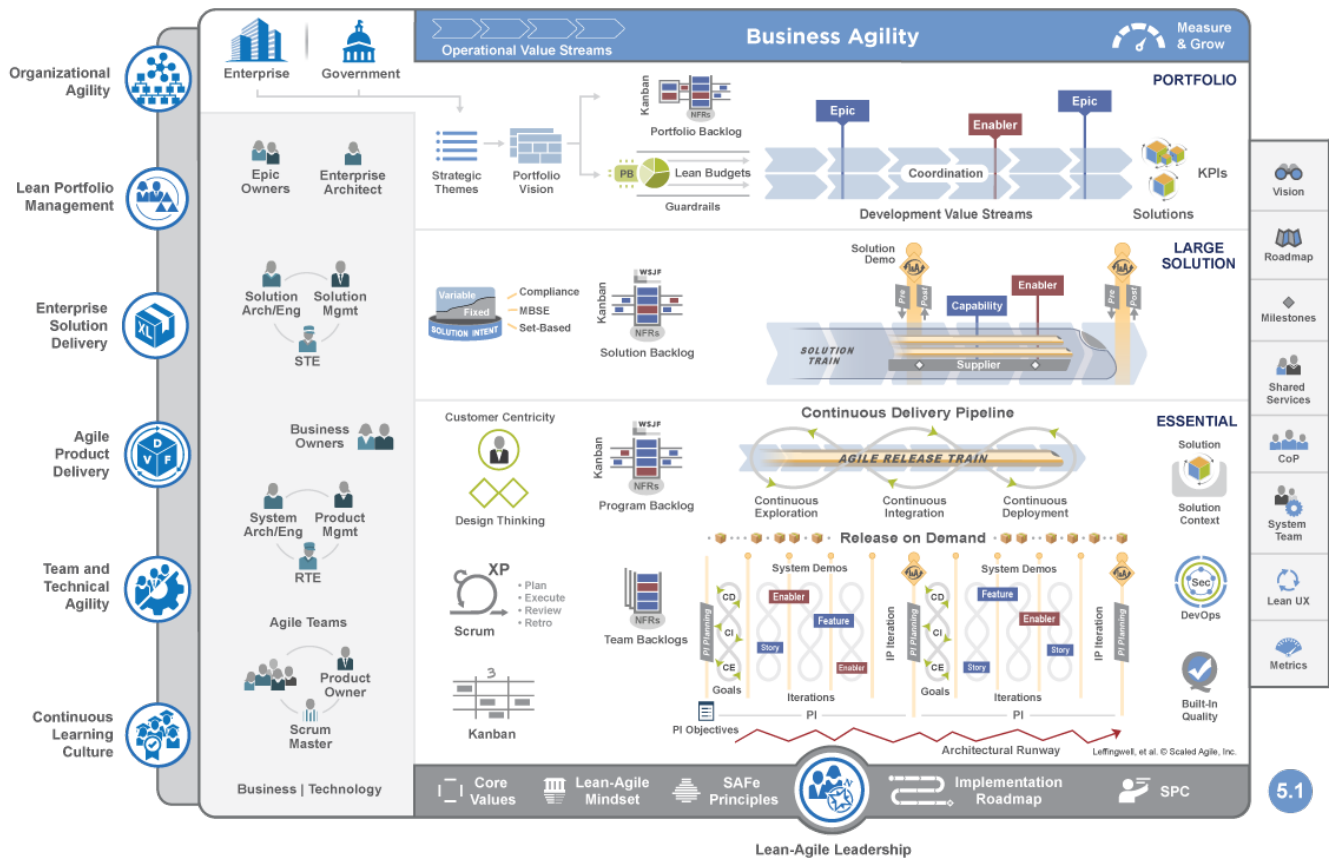 Organizational
Agility
Lean Portfolio
Management
Enterprise
Solution
Delivery
Agile
Product
Delivery
Team and
Technical
Agility
Continuous
Learning
Culture
XL
D
V
F
Enterprise
Government
Operational Value Streams
Business Agility
Measure
& Grow
Epic
Owners
Enterprise
Architect
Strategic
Themes
Portfolio
Vision
Kanban
NFRs
Portfolio Backlog
PB
Lean Budgets
Guardrails
PORTFOLIO
Epic
Enabler
Epic
Coordination
Development Value Streams
KPIs
Solutions
Solution
Arch/Eng
Solution
Mgmt
STE
Variable
Fixed
SOLUTION INTENT
Compliance
MBSE
Set-Based
WSJF
Kanban
NFRs
Solution Backlog
LARGE
SOLUTION
Solution
Demo
I&A
I&A
Pre
Post
Pre
Post
Capability
Enabler
SOLUTION
TRAIN
Supplier
Business
Owners
System
Arch/Eng
Product
Mgmt
RTE
Customer Centricity
Design Thinking
WSJF
Kanban
NFRs
Program Backlog
Continuous Delivery Pipeline
AGILE RELEASE TRAIN
Continuous
Exploration
Continuous
Integration
Continuous
Deployment
ESSENTIAL
Solution
Solution
Context
Sec
DevOps
Built-In
Quality
Agile Teams
Product
Owner
Scrum
Master
Business | Technology
XP
• Plan
• Execute
• Review
• Retro
Scrum
3
Kanban
NFRs
Team Backlogs
Release on Demand
System Demos
System Demos
PI Planning
CD
CI
CE
Goals
Enabler
Feature
Story
Enabler
Iterations
IP Iteration
I&A
PI Planning
CD
CI
CE
Goals
Feature
Enabler
Story
Story
Iterations
IP Iteration
I&A
PI Objectives
PI
PI
Architectural Runway
Leffingwell, et al. © Scaled Agile, Inc.
Core
Values
Lean-Agile
Mindset
SAFe
Principles
Implementation
Roadmap
SPC
Lean-Agile Leadership
Vision
Roadmap
Milestones
Shared
Services
CoP
System
Team
Lean UX
Metrics
5.1